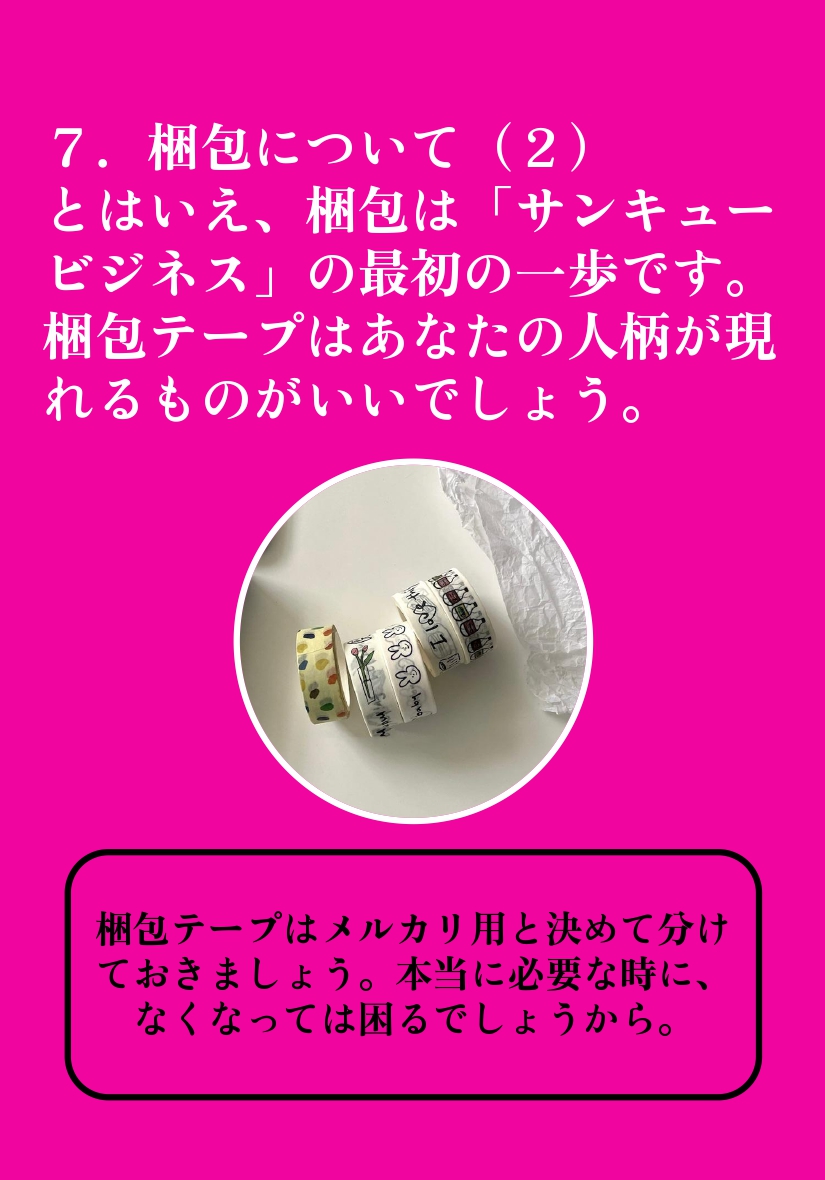 ７．梱包について（２）
とはいえ、梱包は「サンキュー
ビジネス」の最初の一歩です。
梱包テープはあなたの人柄が現
れるものがいいでしょう。
梱包テープはメルカリ用と決めて分け
ておきましょう。本当に必要な時に、
なくなっては困るでしょうから。